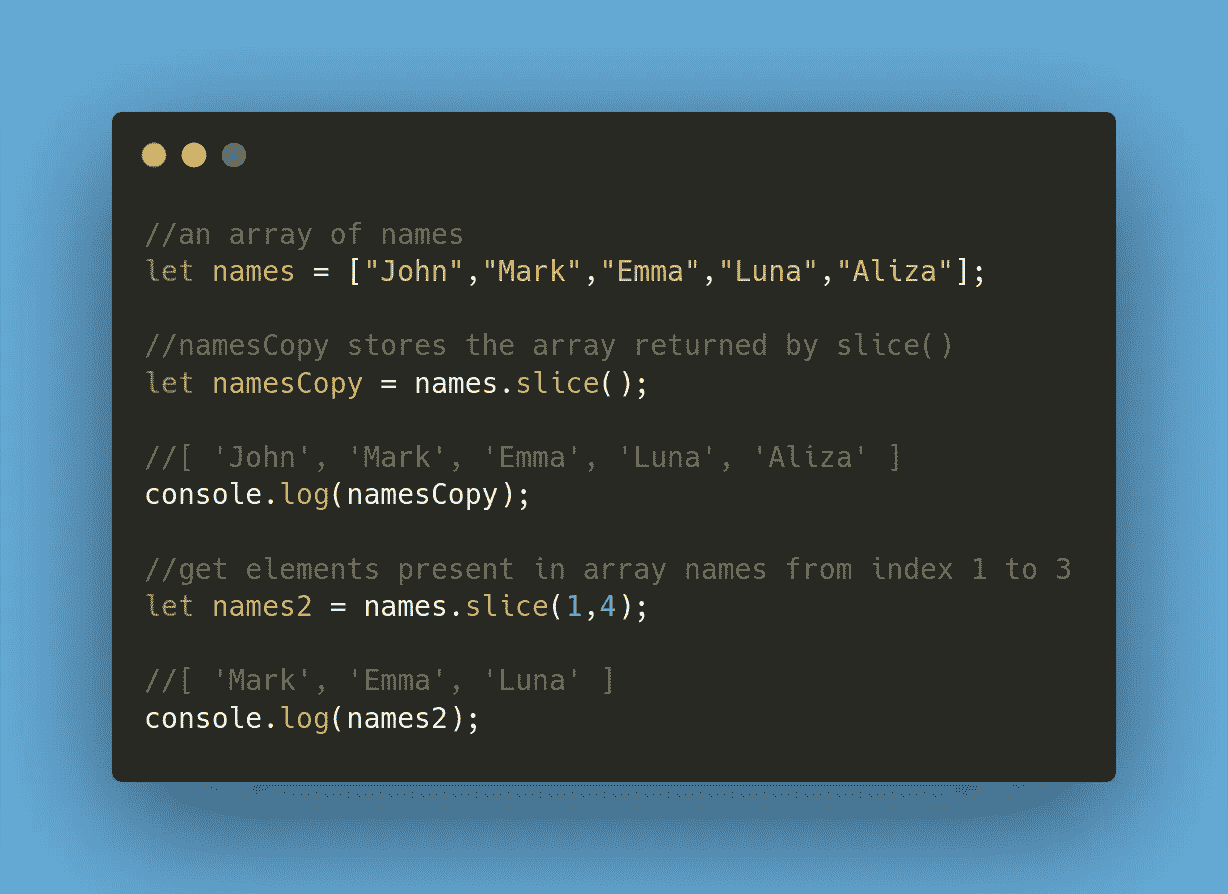 //an array of names
let names = ["John","Mark","Emma","Luna","Aliza"];
//namesCopy stores the array returned by slice()
let namesCopy = names.slice();
//[ 'John', 'Mark', 'Emma', 'Luna', 'Aliza' ]
console.log(namesCopy);
//get elements present in array names from index 1 to 3
let names2 = names.slice(1,4);
//[ 'Mark', 'Emma', 'Luna' ]
console.log(names2);